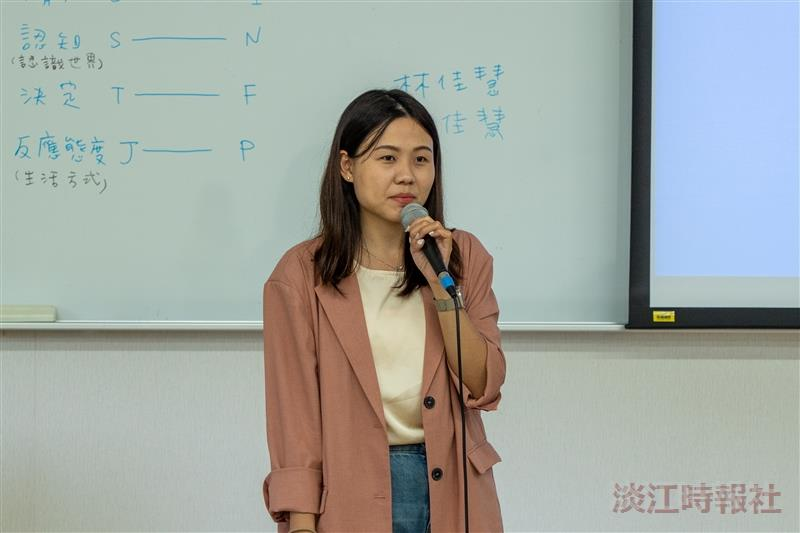 認知 S — N
(認識世界)
決定 T — F
反應態度 J — P
(生活方式)
林佳慧
佳慧
淡江時報社